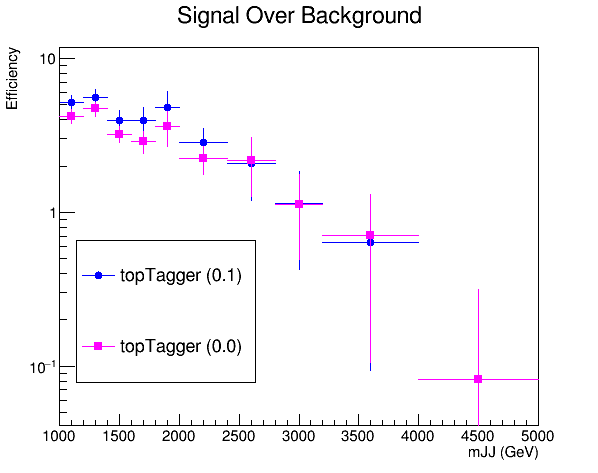 Signal Over Background
Efficiency
10
1
10⁻¹
topTagger (0.1)
topTagger (0.0)
1000 1500 2000 2500 3000 3500 4000 4500 5000
mJJ (GeV)